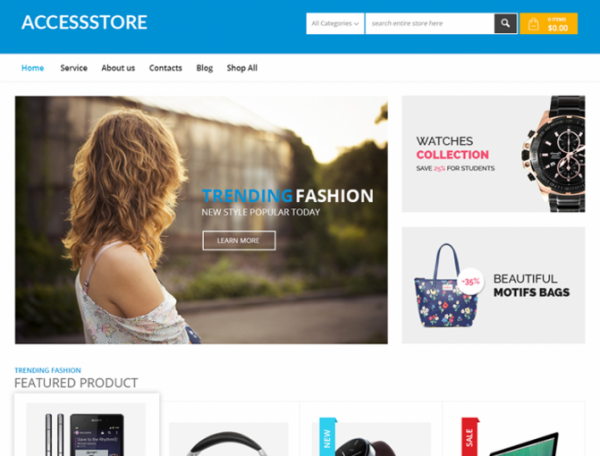 ACCESSSTORE
All Categories
search entire store here
0 ITEMS
$0.00
Home Service About us Contacts Blog Shop All
TRENDING FASHION
NEW STYLE POPULAR TODAY
LEARN MORE
WATCHES
COLLECTION
SAVE 25% FOR STUDENTS
-35%
BEAUTIFUL
MOTIFS BAGS
TRENDING FASHION
FEATURED PRODUCT
NEW
SALE